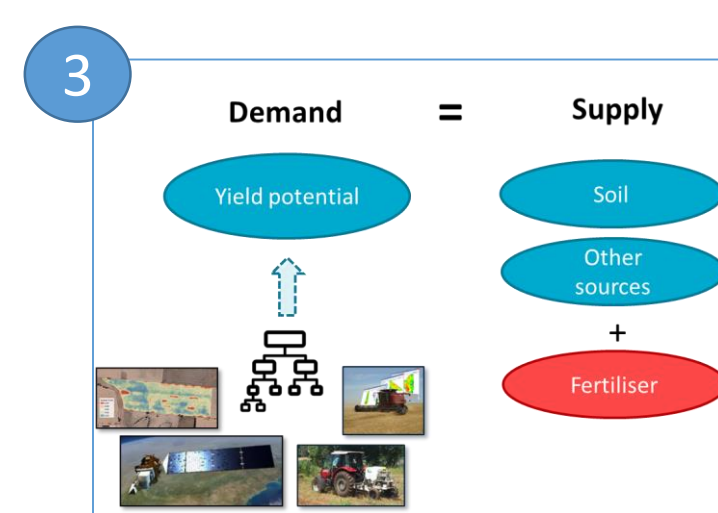 3
Demand = Supply
Yield potential
Soil
Other
sources
+
Fertiliser